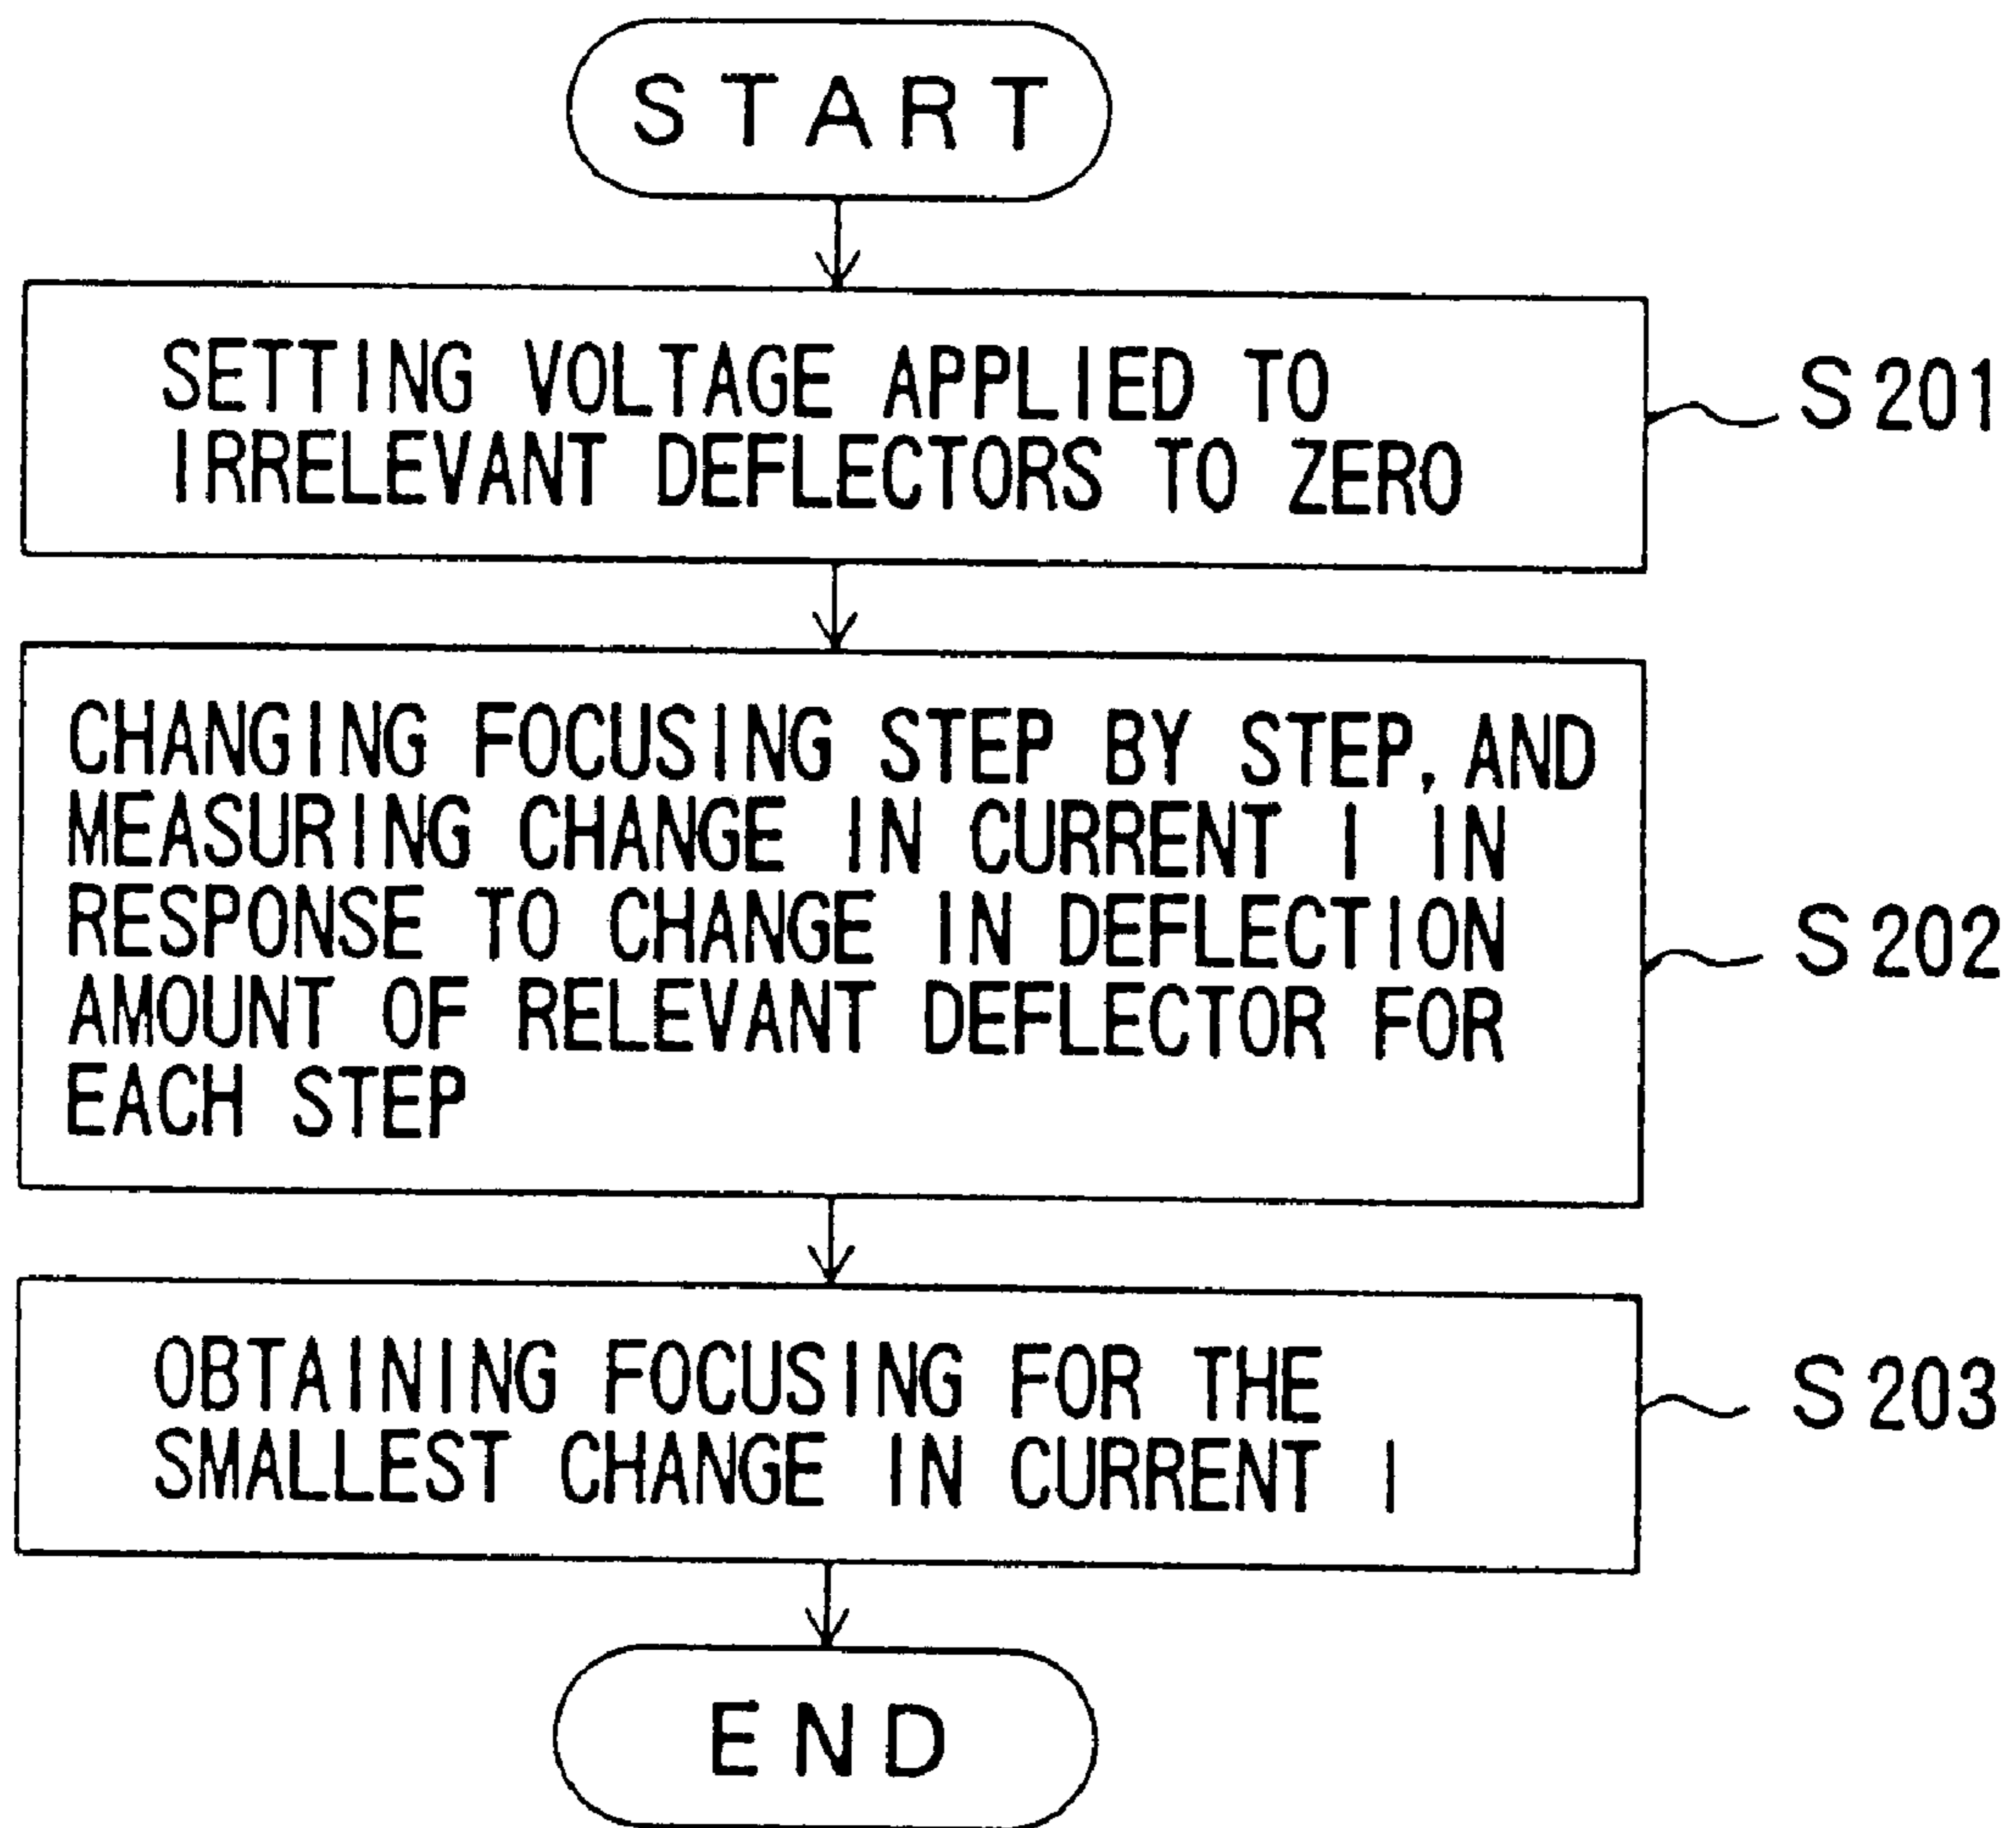 START
SETTING VOLTAGE APPLIED TO
IRRELEVANT DEFLECTORS TO ZERO
S201
CHANGING FOCUSING STEP BY STEP, AND
MEASURING CHANGE IN CURRENT I IN
RESPONSE TO CHANGE IN DEFLECTION
AMOUNT OF RELEVANT DEFLECTOR FOR
EACH STEP
S202
OBTAINING FOCUSING FOR THE
SMALLEST CHANGE IN CURRENT I
S203
END